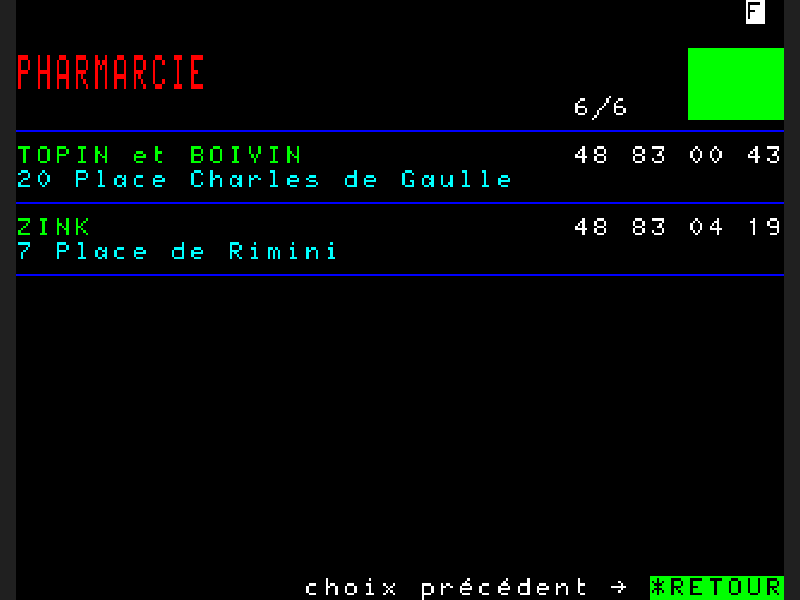 F
PHARMARCIE
6/6
TOPIN et BOIVIN 48 83 00 43
20 Place Charles de Gaulle
ZINK 48 83 04 19
7 Place de Rimini
choix précédent → *RETOUR